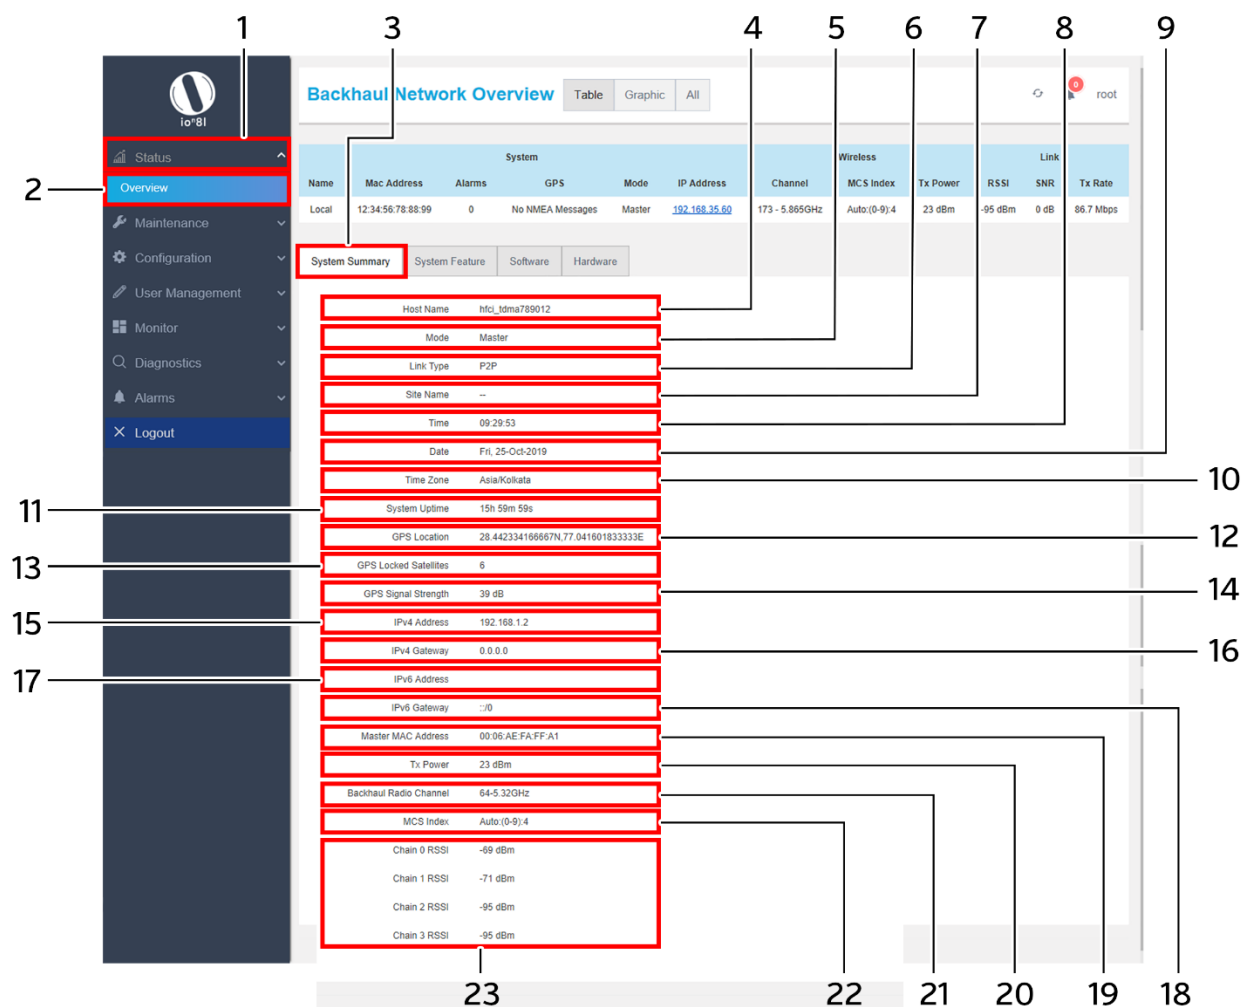 1 3 4 5 6 7 8 9
io"8l
Backhaul Network Overview Table Graphic All 0 root
Status
System Wireless Link
2 Overview
Name Mac Address Alarms GPS Mode IP Address Channel MCS Index Tx Power RSSI SNR Tx Rate
Local 12:34:56:78:88:99 0 No NMEA Messages Master 192.168.35.60 173 - 5.865GHz Auto:(0-9):4 23 dBm -95 dBm 0 dB 86.7 Mbps
Maintenance
Configuration
System Summary System Feature Software Hardware
User Management
Monitor
Diagnostics
Alarms
Logout
Host Name hfci_tdma789012
Mode Master
Link Type P2P
Site Name --
Time 09:29:53
Date Fri, 25-Oct-2019
Time Zone Asia/Kolkata 10
11 System Uptime 15h 59m 59s
GPS Location 28.442334166667N,77.041601833333E 12
13 GPS Locked Satellites 6
GPS Signal Strength 39 dB 14
15 IPv4 Address 192.168.1.2
IPv4 Gateway 0.0.0.0 16
17 IPv6 Address
IPv6 Gateway ::/0
Master MAC Address 00:06:AE:FA:FF:A1
Tx Power 23 dBm
Backhaul Radio Channel 64-5.32GHz
MCS Index Auto:(0-9):4
Chain 0 RSSI -69 dBm
Chain 1 RSSI -71 dBm
Chain 2 RSSI -95 dBm
Chain 3 RSSI -95 dBm
23 22 21 20 19 18